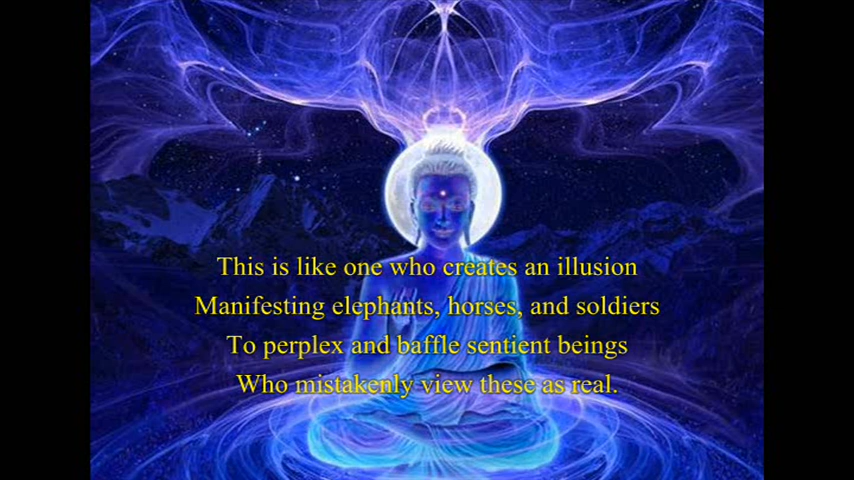 This is like one who creates an illusion
Manifesting elephants, horses, and soldiers
To perplex and baffle sentient beings
Who mistakenly view these as real.